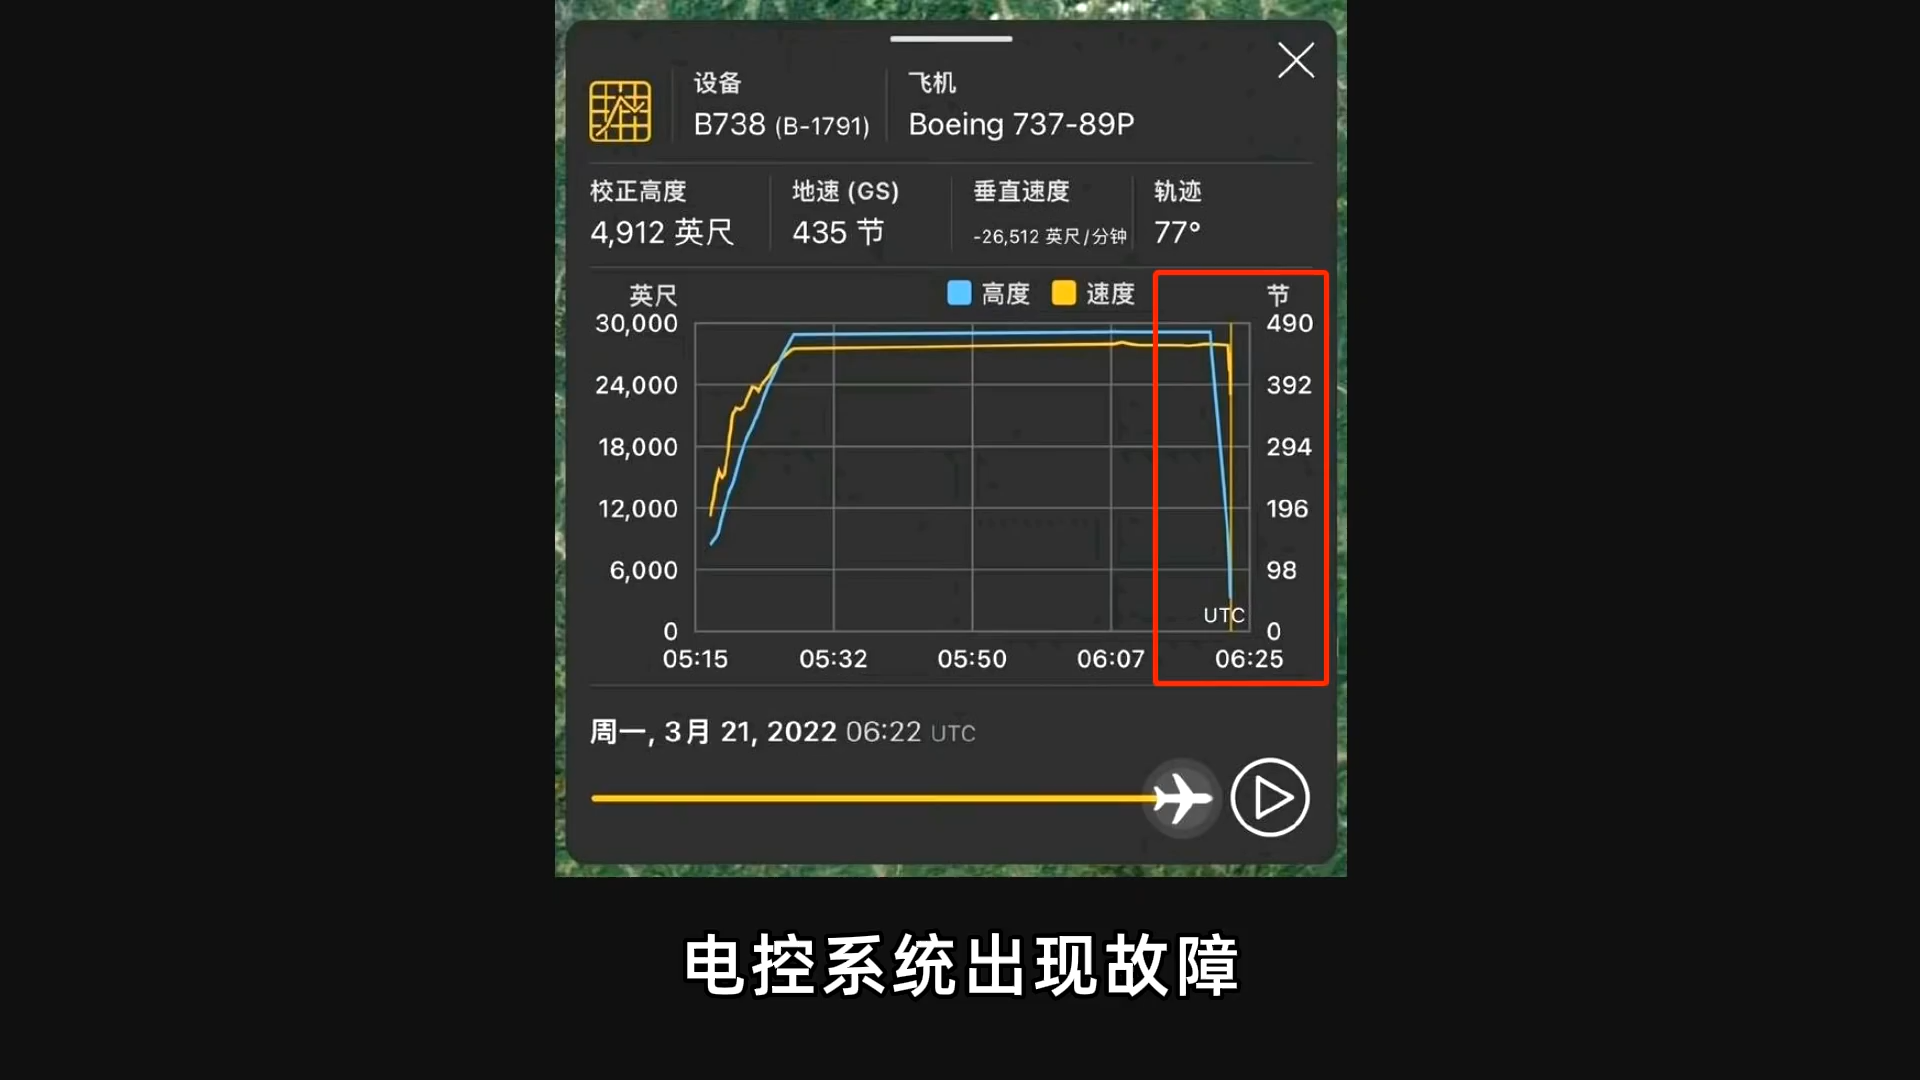 设备
B738 (B-1791)
飞机
Boeing 737-89P
校正高度
4,912 英尺
地速 (GS)
435 节
垂直速度
-26,512 英尺/分钟
轨迹
77°
英尺
高度
速度
节
30,000
490
24,000
392
18,000
294
12,000
196
6,000
98
UTC
0
0
05:15
05:32
05:50
06:07
06:25
周一, 3月 21, 2022 06:22 UTC
电控系统出现故障